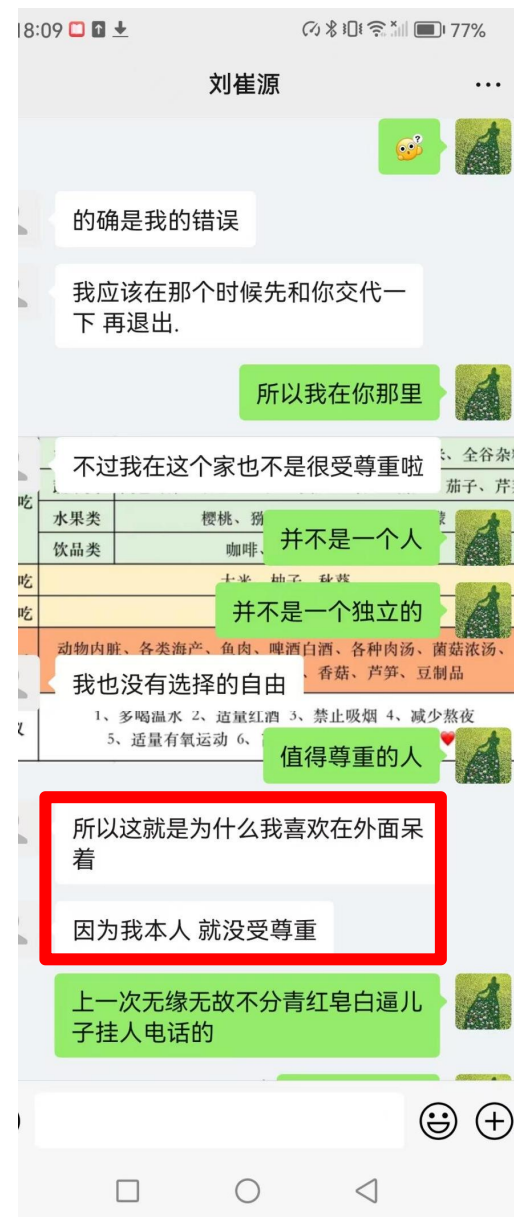 18:09
77%
刘崔源
的确是我的错误
我应该在那个时候先和你交代一
下 再退出.
所以我在你那里
不过我在这个家也不是很受尊重啦
、全谷杂
吃
茄子、芹
水果类
樱桃、猕
饮品类
咖啡、
并不是一个人
吃
大米、柚子、秋葵
吃
并不是一个独立的
动物内脏、各类海产、鱼肉、啤酒白酒、各种肉汤、菌菇浓汤、
我也没有选择的自由
、香菇、芦笋、豆制品
1、多喝温水 2、适量红酒 3、禁止吸烟 4、减少熬夜
5、适量有氧运动 6、
值得尊重的人
所以这就是为什么我喜欢在外面呆
着
因为我本人 就没受尊重
上一次无缘无故不分青红皂白逼儿
子挂人电话的